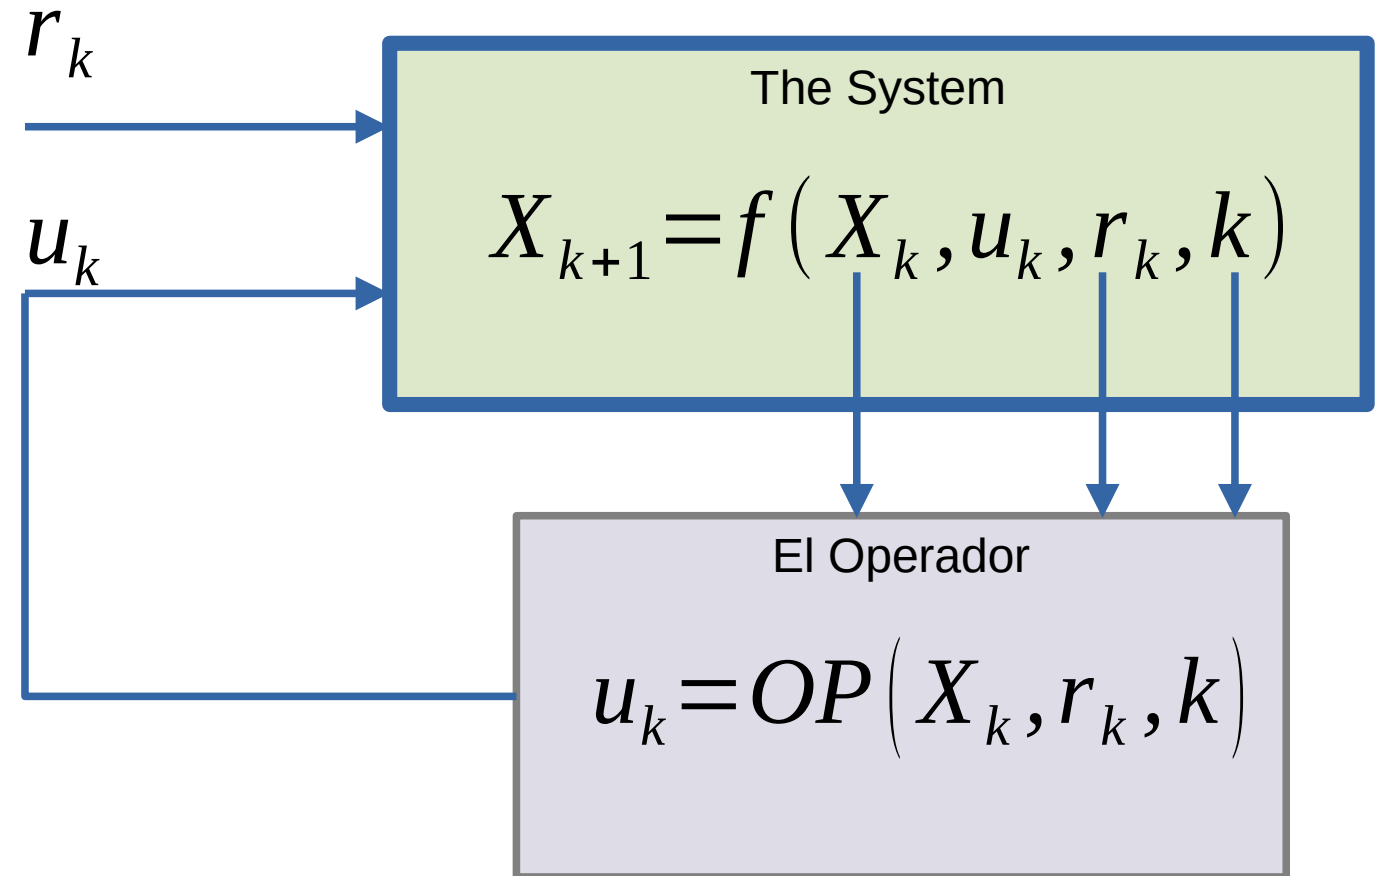 r_k
The System
u_k
X_{k+1}=f(X_k,u_k,r_k,k)
El Operador
u_k=OP(X_k,r_k,k)